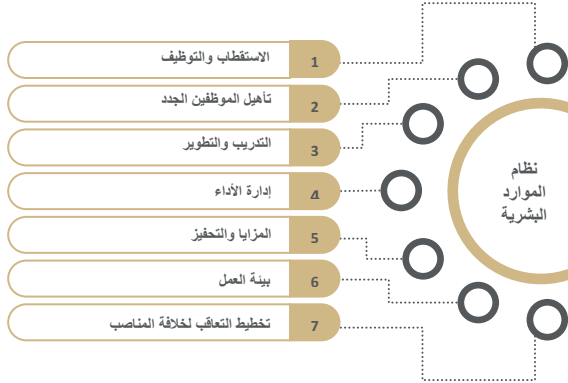 نظام
الموارد
البشرية
1 الاستقطاب والتوظيف
2 تأهيل الموظفين الجدد
3 التدريب والتطوير
4 إدارة الأداء
5 المزايا والتحفيز
6 بيئة العمل
7 تخطيط التعاقب لخلافة المناصب